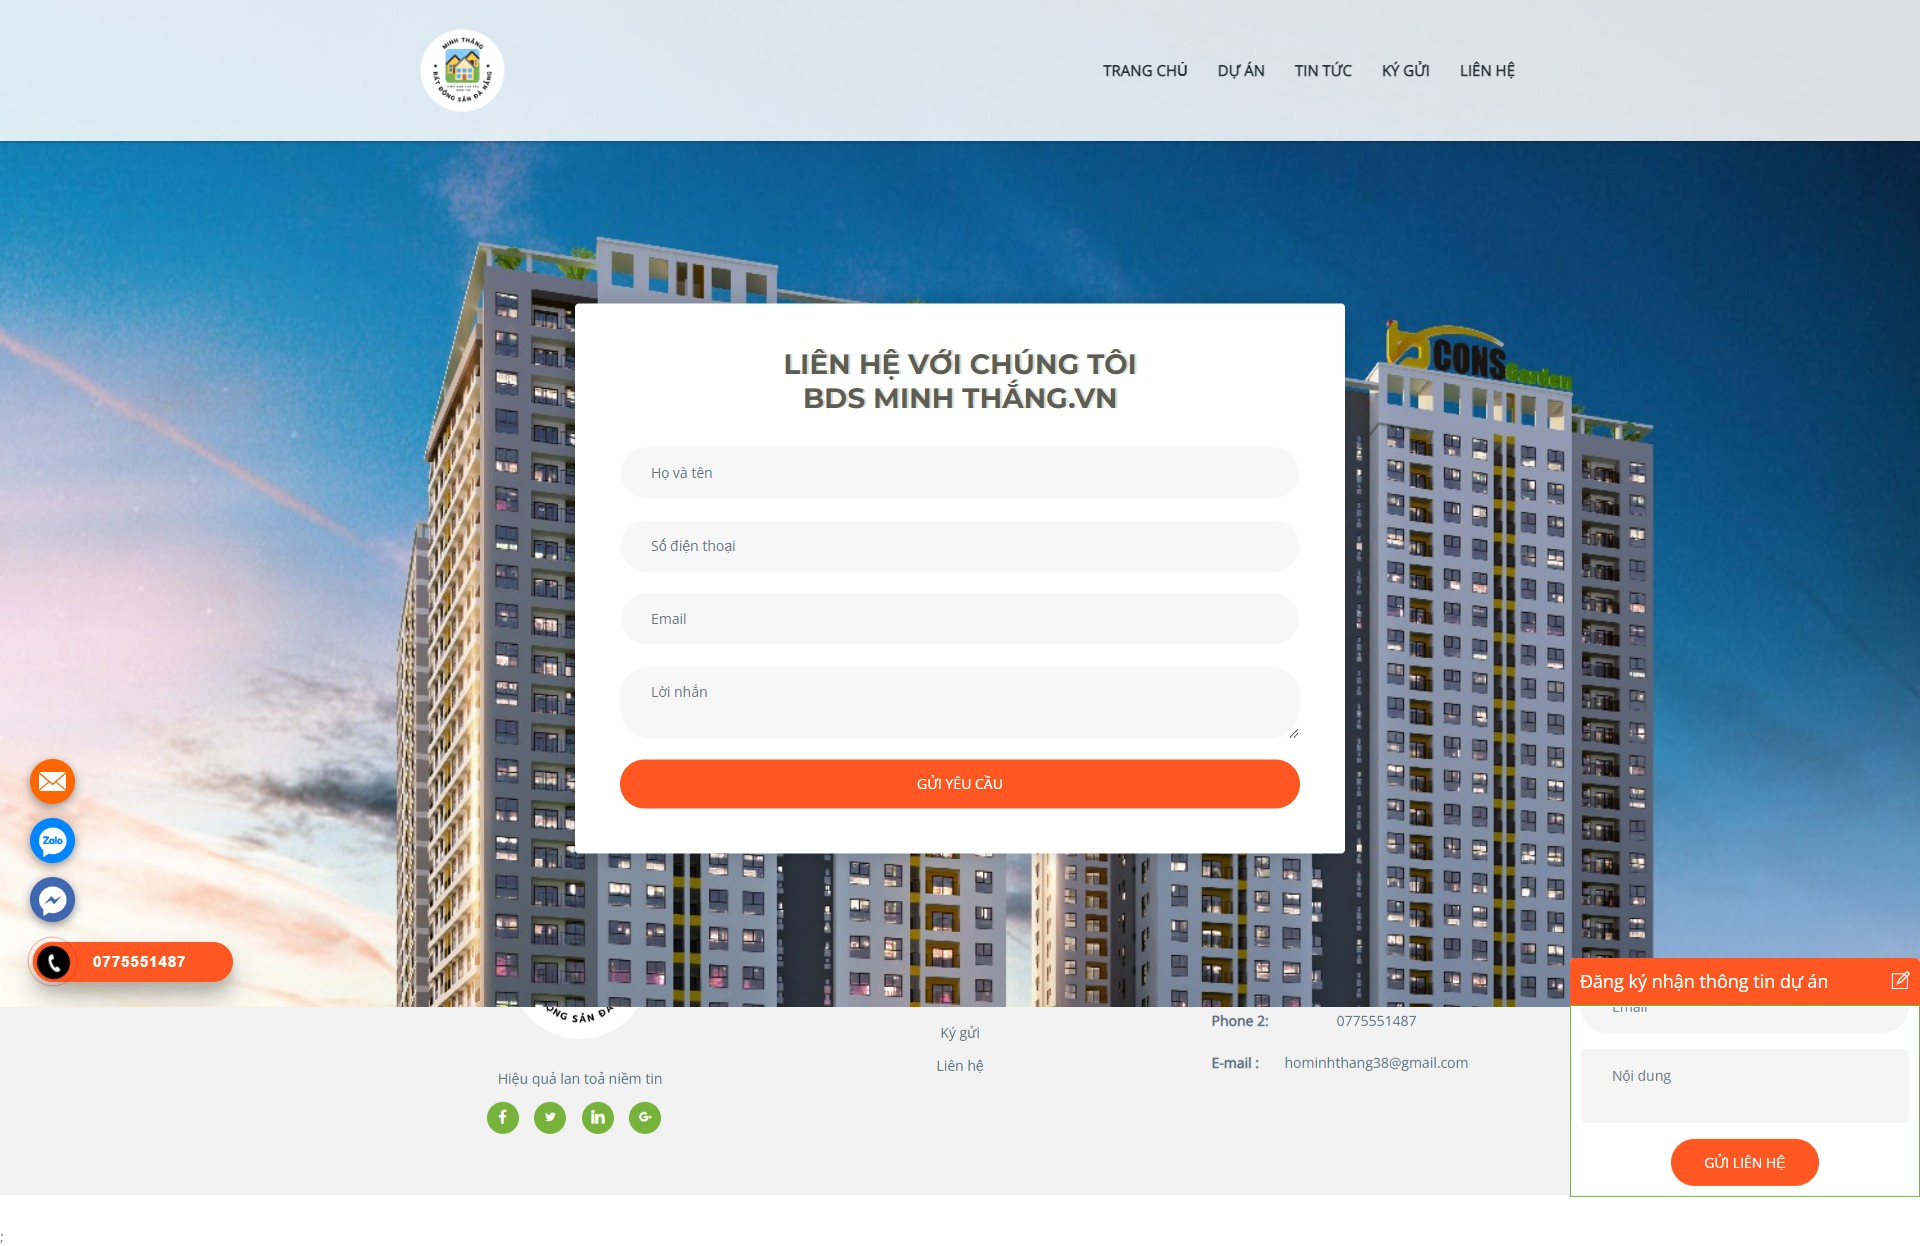 MINH THẮNG
BẤT ĐỘNG SẢN ĐÀ NẴNG
TRANG CHỦ
DỰ ÁN
TIN TỨC
KÝ GỬI
LIÊN HỆ
CONS
Garden
LIÊN HỆ VỚI CHÚNG TÔI
BDS MINH THẮNG.VN
Họ và tên
Số điện thoại
Email
Lời nhắn
GỬI YÊU CẦU
Zalo
0775551487
Đăng ký nhận thông tin dự án
Email
Nội dung
GỬI LIÊN HỆ
Hiệu quả lan toả niềm tin
Ký gửi
Liên hệ
Phone 2: 0775551487
E-mail : hominhthang38@gmail.com
;